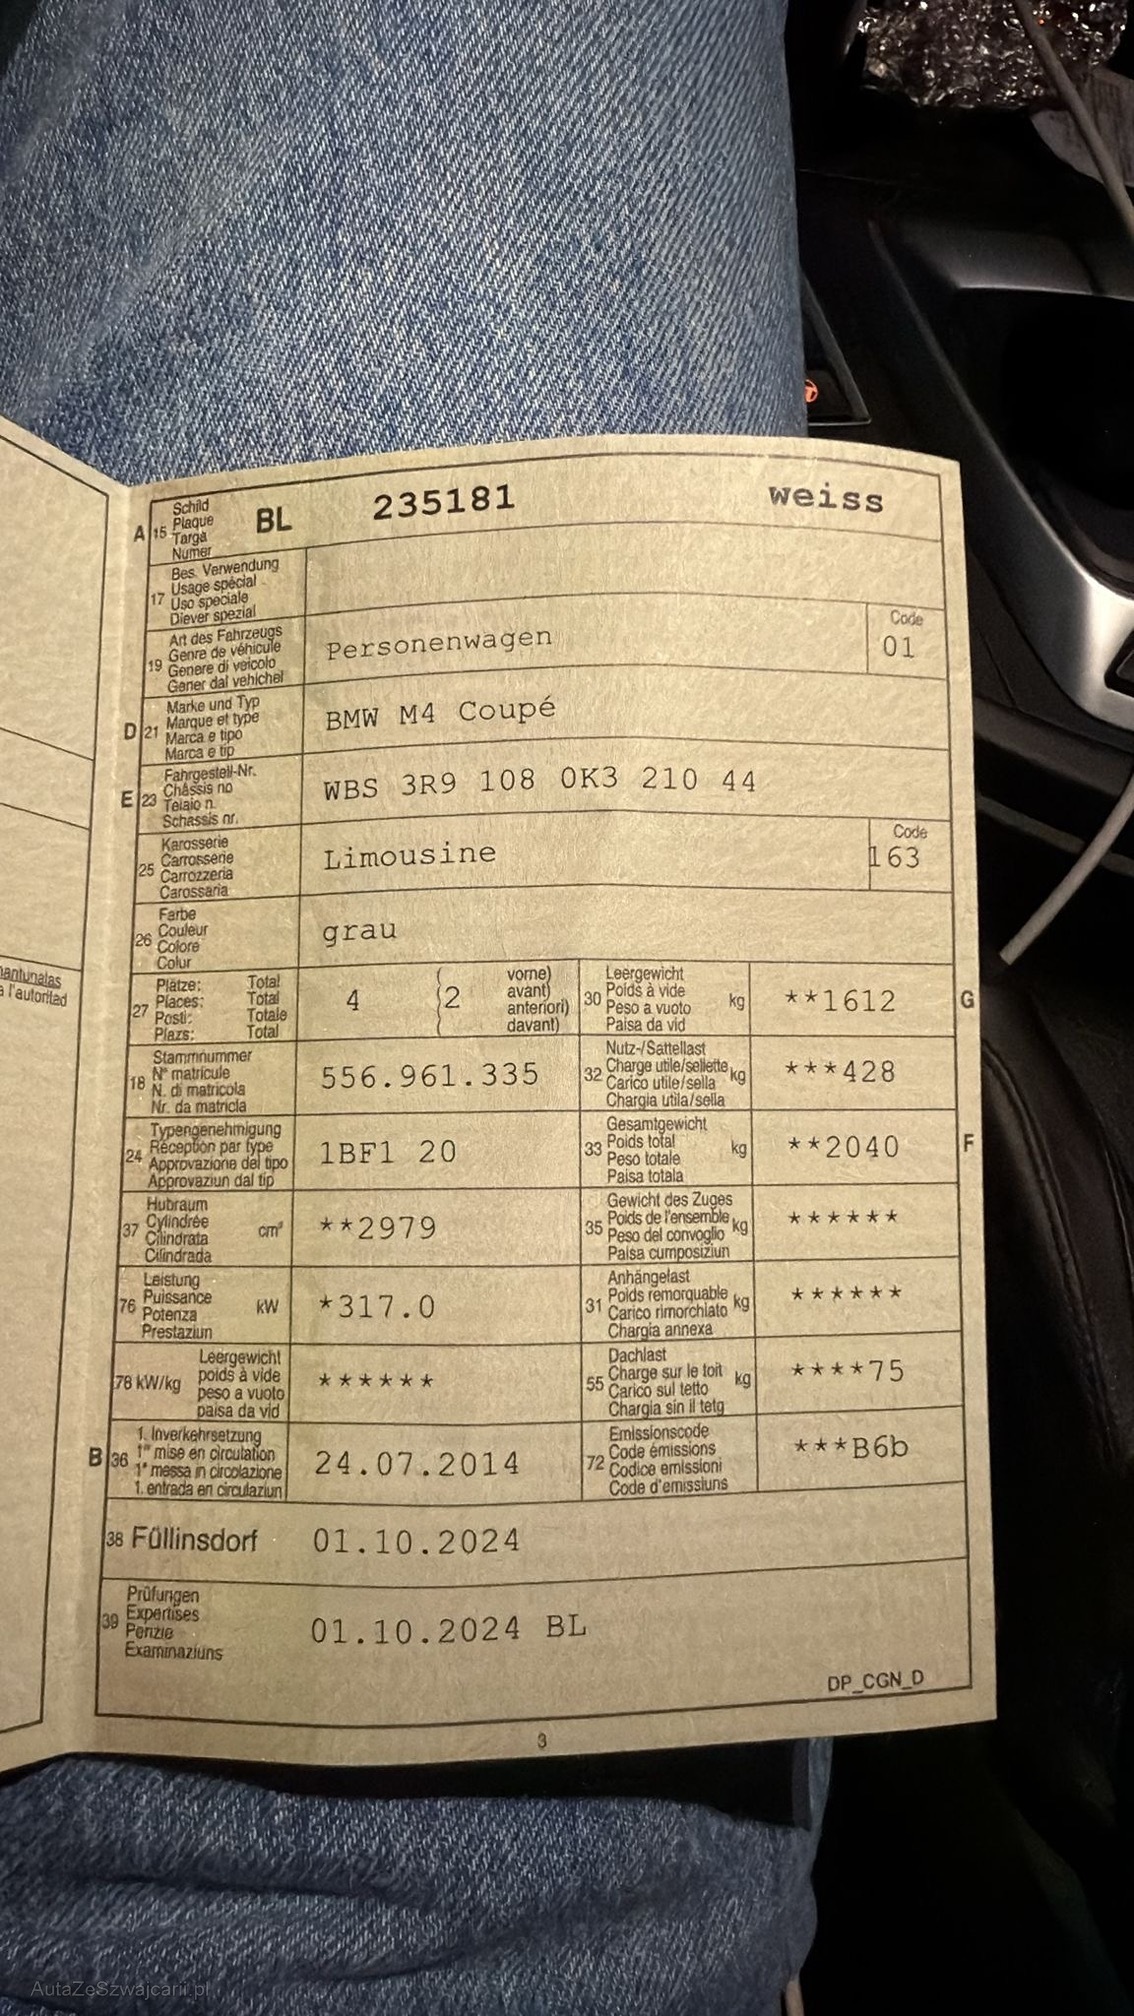 A 15 Schild
Plaque
Targa
Numer
BL 235181 weiss
17 Bes. Verwendung
Usage spécial
Uso speciale
Diever spezial
19 Art des Fahrzeugs
Genre de véhicule
Genere di veicolo
Gener dal vehichel
Personenwagen
Code
01
D 21 Marke und Typ
Marque et type
Marca e tipo
Marca e tip
BMW M4 Coupé
E 23 Fahrgestell-Nr.
Châssis no
Telaio n.
Schassis nr.
WBS 3R9 108 0K3 210 44
25 Karosserie
Carrosserie
Carrozzeria
Carossaria
Limousine
Code
163
26 Farbe
Couleur
Colore
Colur
grau
27 Plätze: Total
Places: Total
Posti: Totale
Plazs: Total
4 2
vorne)
avant)
anteriori)
davant)
30 Leergewicht
Poids à vide
Peso a vuoto
Paisa da vid
kg **1612 G
18 Stammnummer
N° matricule
N. di matricola
Nr. da matricla
556.961.335
32 Nutz-/Sattellast
Charge utile/sellette
Carico utile/sella
Chargia utila/sella
kg ***428
24 Typengenehmigung
Réception par type
Approvazione del tipo
Approvaziun dal tip
1BF1 20
33 Gesamtgewicht
Poids total
Peso totale
Paisa totala
kg **2040 F
37 Hubraum
Cylindrée
Cilindrata
Cilindrada
cm³ **2979
35 Gewicht des Zuges
Poids de l'ensemble
Peso del convoglio
Paisa cumposiziun
kg ******
76 Leistung
Puissance
Potenza
Prestaziun
kW *317.0
31 Anhängelast
Poids remorquable
Carico rimorchiato
Chargia annexa
kg ******
78 kW/kg Leergewicht
poids à vide
peso a vuoto
paisa da vid
******
55 Dachlast
Charge sur le toit
Carico sul tetto
Chargia sin il tetg
kg ****75
B 36 1. Inverkehrsetzung
1re mise en circulation
1a messa in circolazione
1. entrada en circulaziun
24.07.2014
72 Emissionscode
Code émissions
Codice emissioni
Code d'emissiuns
***B6b
38 Füllinsdorf 01.10.2024
39 Prüfungen
Expertises
Perizie
Examinaziuns
01.10.2024 BL
DP_CGN_D
3
AutaZeSzwajcarii.pl